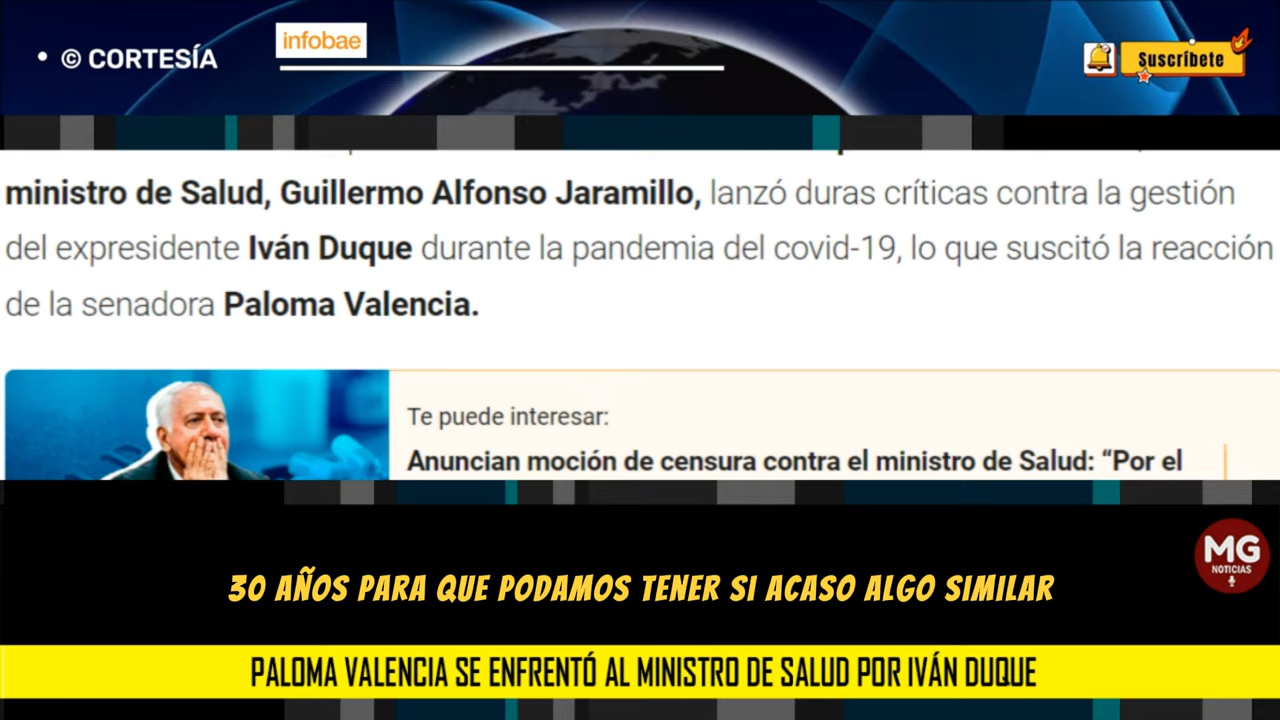 © CORTESÍA
infobae
Suscríbete
ministro de Salud, Guillermo Alfonso Jaramillo, lanzó duras críticas contra la gestión
del expresidente Iván Duque durante la pandemia del covid-19, lo que suscitó la reacción
de la senadora Paloma Valencia.
Te puede interesar:
Anuncian moción de censura contra el ministro de Salud: “Por el
MG
NOTICIAS
30 AÑOS PARA QUE PODAMOS TENER SI ACASO ALGO SIMILAR
PALOMA VALENCIA SE ENFRENTÓ AL MINISTRO DE SALUD POR IVÁN DUQUE